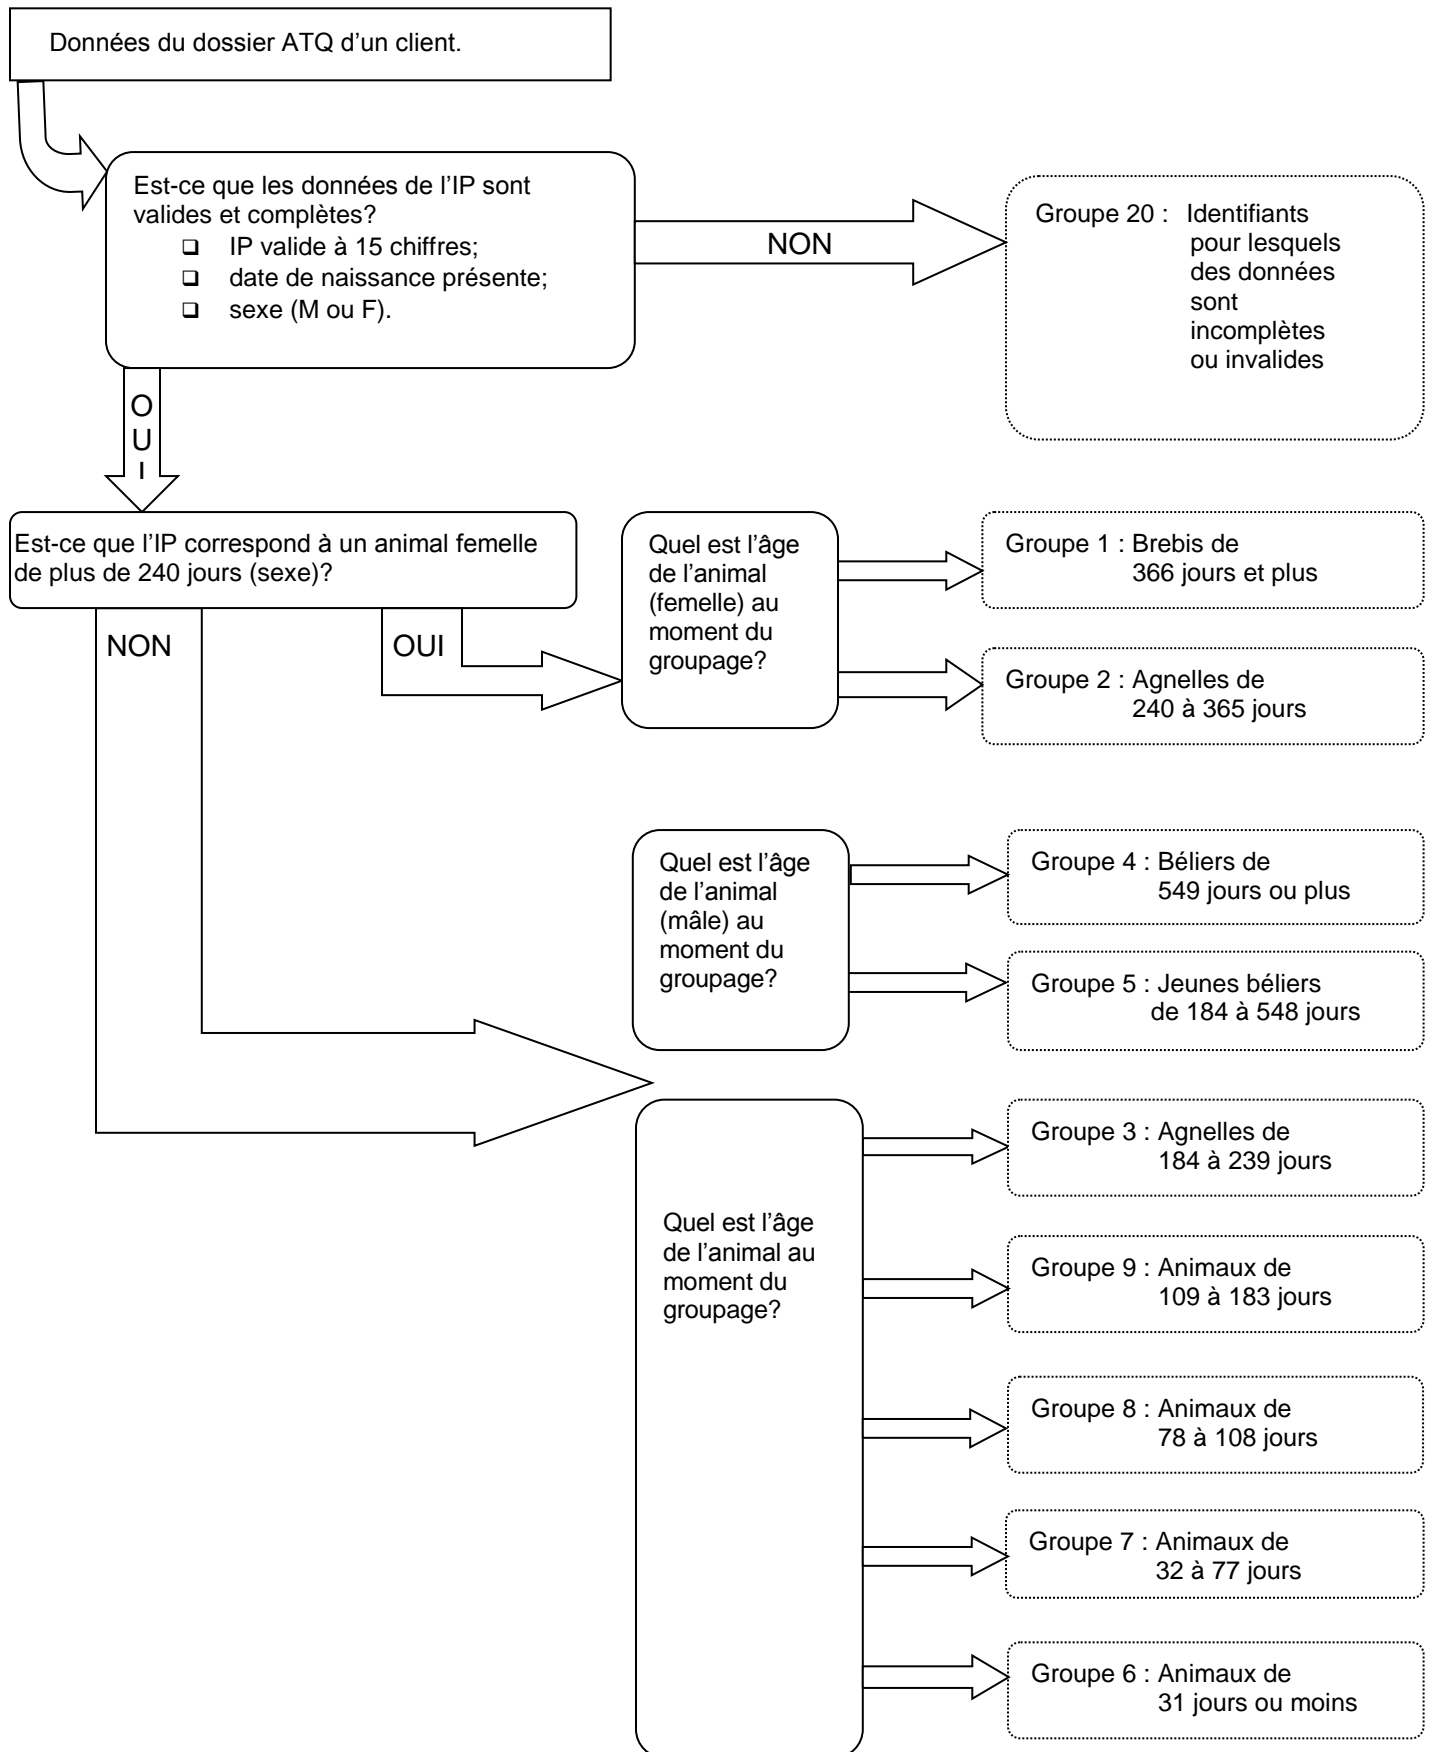 Données du dossier ATQ d’un client.
Est-ce que les données de l’IP sont
valides et complètes?
❑ IP valide à 15 chiffres;
❑ date de naissance présente;
❑ sexe (M ou F).
NON
Groupe 20 : Identifiants
pour lesquels
des données
sont
incomplètes
ou invalides
O
U
I
Est-ce que l’IP correspond à un animal femelle
de plus de 240 jours (sexe)?
NON
OUI
Quel est l’âge
de l’animal
(femelle) au
moment du
groupage?
Groupe 1 : Brebis de
366 jours et plus
Groupe 2 : Agnelles de
240 à 365 jours
Quel est l’âge
de l’animal
(mâle) au
moment du
groupage?
Groupe 4 : Béliers de
549 jours ou plus
Groupe 5 : Jeunes béliers
de 184 à 548 jours
Quel est l’âge
de l’animal au
moment du
groupage?
Groupe 3 : Agnelles de
184 à 239 jours
Groupe 9 : Animaux de
109 à 183 jours
Groupe 8 : Animaux de
78 à 108 jours
Groupe 7 : Animaux de
32 à 77 jours
Groupe 6 : Animaux de
31 jours ou moins